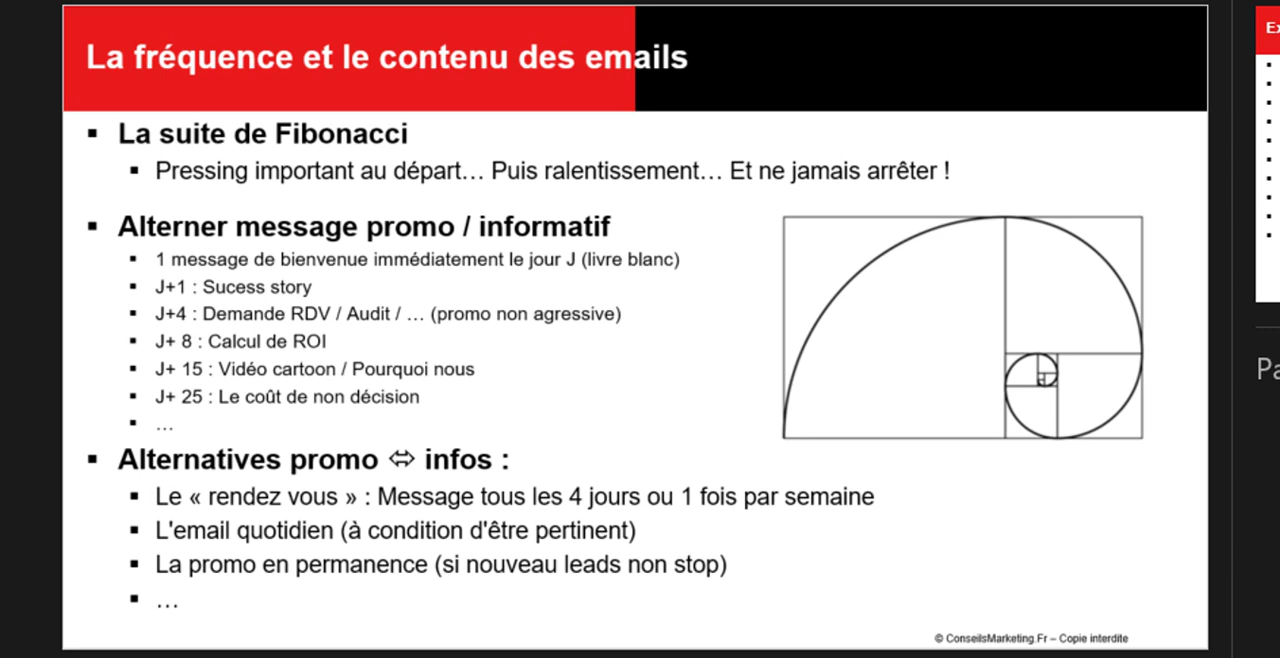 La fréquence et le contenu des emails
La suite de Fibonacci
Pressing important au départ… Puis ralentissement… Et ne jamais arrêter !
Alterner message promo / informatif
1 message de bienvenue immédiatement le jour J (livre blanc)
J+1 : Sucess story
J+4 : Demande RDV / Audit / … (promo non agressive)
J+ 8 : Calcul de ROI
J+ 15 : Vidéo cartoon / Pourquoi nous
J+ 25 : Le coût de non décision
…
Alternatives promo ⇔ infos :
Le « rendez vous » : Message tous les 4 jours ou 1 fois par semaine
L'email quotidien (à condition d'être pertinent)
La promo en permanence (si nouveau leads non stop)
…
© ConseilsMarketing.Fr – Copie interdite